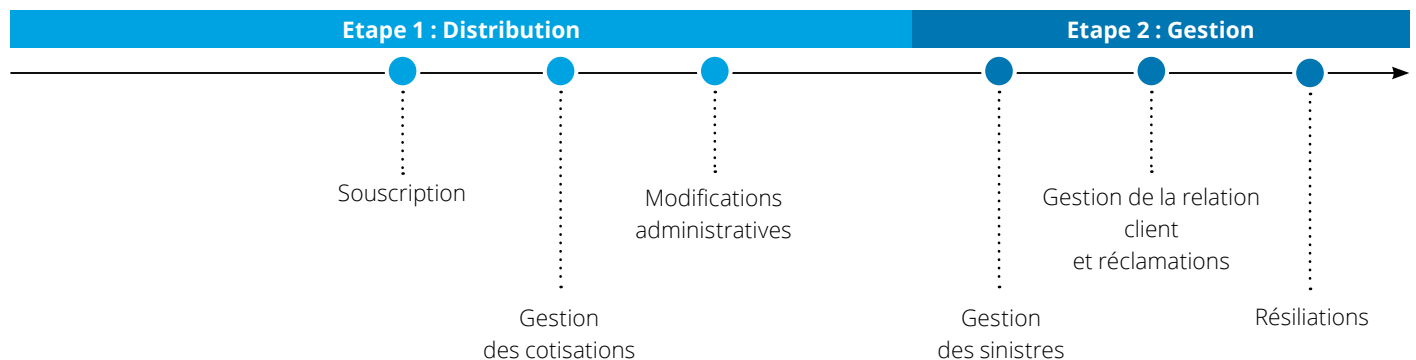 Etape 1 : Distribution
Etape 2 : Gestion
Souscription
Gestion
des cotisations
Modifications
administratives
Gestion
des sinistres
Gestion de la relation
client
et réclamations
Résiliations